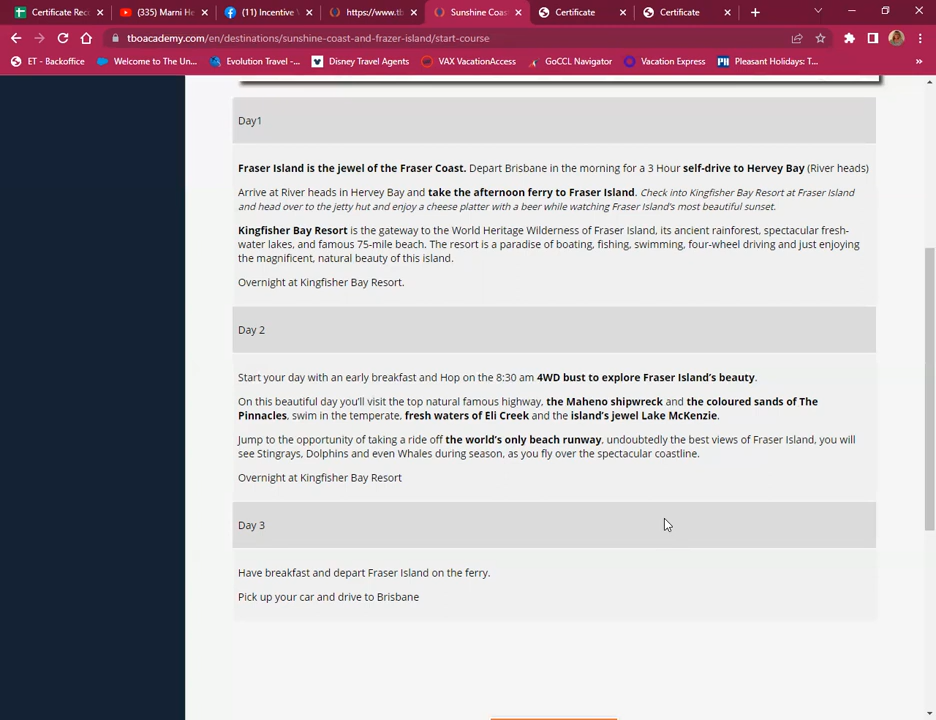 Certificate Rec
(335) Marni He
(11) Incentive
https://www.tb
Sunshine Coas
Certificate
Certificate
tboacademy.com/en/destinations/sunshine-coast-and-frazer-island/start-course
ET - Backoffice
Welcome to The Un...
Evolution Travel -...
Disney Travel Agents
VAX VacationAccess
GoCCL Navigator
Vacation Express
Pleasant Holidays: T...
Day1
Fraser Island is the jewel of the Fraser Coast. Depart Brisbane in the morning for a 3 Hour self-drive to Hervey Bay (River heads)
Arrive at River heads in Hervey Bay and take the afternoon ferry to Fraser Island. Check into Kingfisher Bay Resort at Fraser Island
and head over to the jetty hut and enjoy a cheese platter with a beer while watching Fraser Island's most beautiful sunset.
Kingfisher Bay Resort is the gateway to the World Heritage Wilderness of Fraser Island, its ancient rainforest, spectacular fresh-
water lakes, and famous 75-mile beach. The resort is a paradise of boating, fishing, swimming, four-wheel driving and just enjoying
the magnificent, natural beauty of this island.
Overnight at Kingfisher Bay Resort.
Day 2
Start your day with an early breakfast and Hop on the 8:30 am 4WD bust to explore Fraser Island's beauty.
On this beautiful day you'll visit the top natural famous highway, the Maheno shipwreck and the coloured sands of The
Pinnacles, swim in the temperate, fresh waters of Eli Creek and the island's jewel Lake McKenzie.
Jump to the opportunity of taking a ride off the world's only beach runway, undoubtedly the best views of Fraser Island, you will
see Stingrays, Dolphins and even Whales during season, as you fly over the spectacular coastline.
Overnight at Kingfisher Bay Resort
Day 3
Have breakfast and depart Fraser Island on the ferry.
Pick up your car and drive to Brisbane